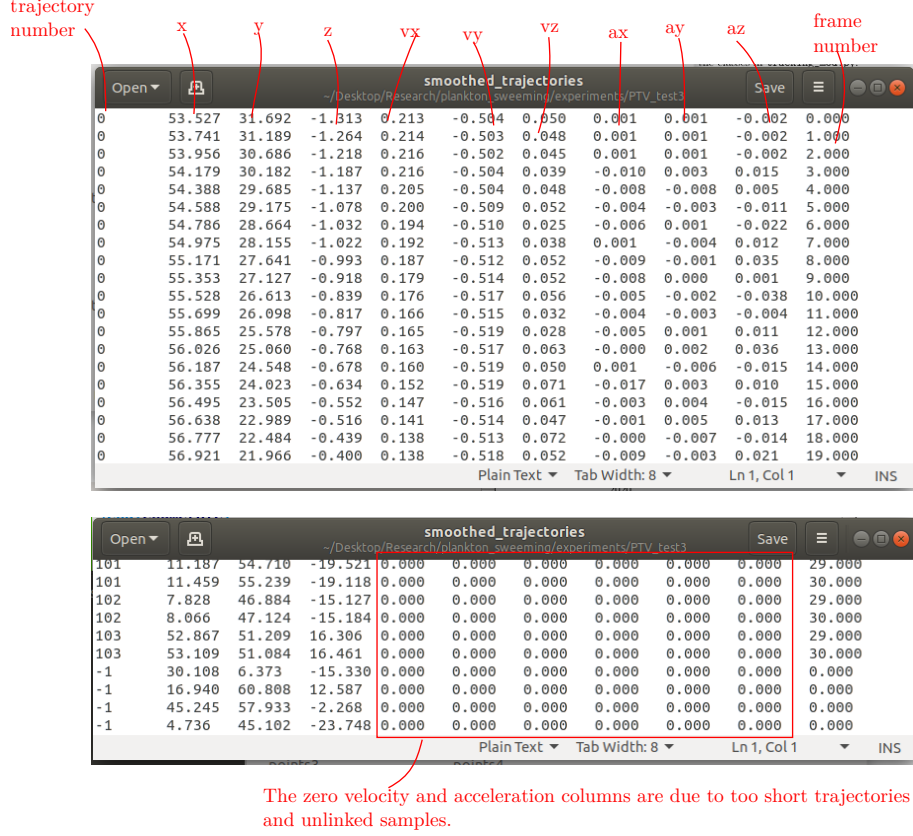 trajectory
number
x
y
z
vx
vy
vz
ax
ay
az
frame
number
Open
smoothed_trajectories
~/Desktop/Research/plankton_sweeming/experiments/PTV_test3
Save
0 53.527 31.692 -1.313 0.213 -0.504 0.050 0.001 0.001 -0.002 0.000
0 53.741 31.189 -1.264 0.214 -0.503 0.048 0.001 0.001 -0.002 1.000
0 53.956 30.686 -1.218 0.216 -0.502 0.045 0.001 0.001 -0.002 2.000
0 54.179 30.182 -1.187 0.216 -0.504 0.039 -0.010 0.003 0.015 3.000
0 54.388 29.685 -1.137 0.205 -0.504 0.048 -0.008 -0.008 0.005 4.000
0 54.588 29.175 -1.078 0.200 -0.509 0.052 -0.004 -0.003 -0.011 5.000
0 54.786 28.664 -1.032 0.194 -0.510 0.025 -0.006 0.001 -0.022 6.000
0 54.975 28.155 -1.022 0.192 -0.513 0.038 0.001 -0.004 0.012 7.000
0 55.171 27.641 -0.993 0.187 -0.512 0.052 -0.009 -0.001 0.035 8.000
0 55.353 27.127 -0.918 0.179 -0.514 0.052 -0.008 0.000 0.001 9.000
0 55.528 26.613 -0.839 0.176 -0.517 0.056 -0.005 -0.002 -0.038 10.000
0 55.699 26.098 -0.817 0.166 -0.515 0.032 -0.004 -0.003 -0.004 11.000
0 55.865 25.578 -0.797 0.165 -0.519 0.028 -0.005 0.001 0.011 12.000
0 56.026 25.060 -0.768 0.163 -0.517 0.063 -0.000 0.002 0.036 13.000
0 56.187 24.548 -0.678 0.160 -0.519 0.050 0.001 -0.006 -0.015 14.000
0 56.355 24.023 -0.634 0.152 -0.519 0.071 -0.017 0.003 0.010 15.000
0 56.495 23.505 -0.552 0.147 -0.516 0.061 -0.003 0.004 -0.015 16.000
0 56.638 22.989 -0.516 0.141 -0.514 0.047 -0.001 0.005 0.013 17.000
0 56.777 22.484 -0.439 0.138 -0.513 0.072 -0.000 -0.007 -0.014 18.000
0 56.921 21.966 -0.400 0.138 -0.518 0.052 -0.009 -0.003 0.021 19.000
Plain Text Tab Width: 8 Ln 1, Col 1 INS
Open
smoothed_trajectories
~/Desktop/Research/plankton_sweeming/experiments/PTV_test3
Save
101 11.187 54.710 -19.521 0.000 0.000 0.000 0.000 0.000 0.000 29.000
101 11.459 55.239 -19.118 0.000 0.000 0.000 0.000 0.000 0.000 30.000
102 7.828 46.884 -15.127 0.000 0.000 0.000 0.000 0.000 0.000 29.000
102 8.066 47.124 -15.184 0.000 0.000 0.000 0.000 0.000 0.000 30.000
103 52.867 51.209 16.306 0.000 0.000 0.000 0.000 0.000 0.000 29.000
103 53.109 51.084 16.461 0.000 0.000 0.000 0.000 0.000 0.000 30.000
-1 30.108 6.373 -15.330 0.000 0.000 0.000 0.000 0.000 0.000 0.000
-1 16.940 60.808 12.587 0.000 0.000 0.000 0.000 0.000 0.000 0.000
-1 45.245 57.933 -2.268 0.000 0.000 0.000 0.000 0.000 0.000 0.000
-1 4.736 45.102 -23.748 0.000 0.000 0.000 0.000 0.000 0.000 0.000
Plain Text Tab Width: 8 Ln 1, Col 1 INS
The zero velocity and acceleration columns are due to too short trajectories
and unlinked samples.